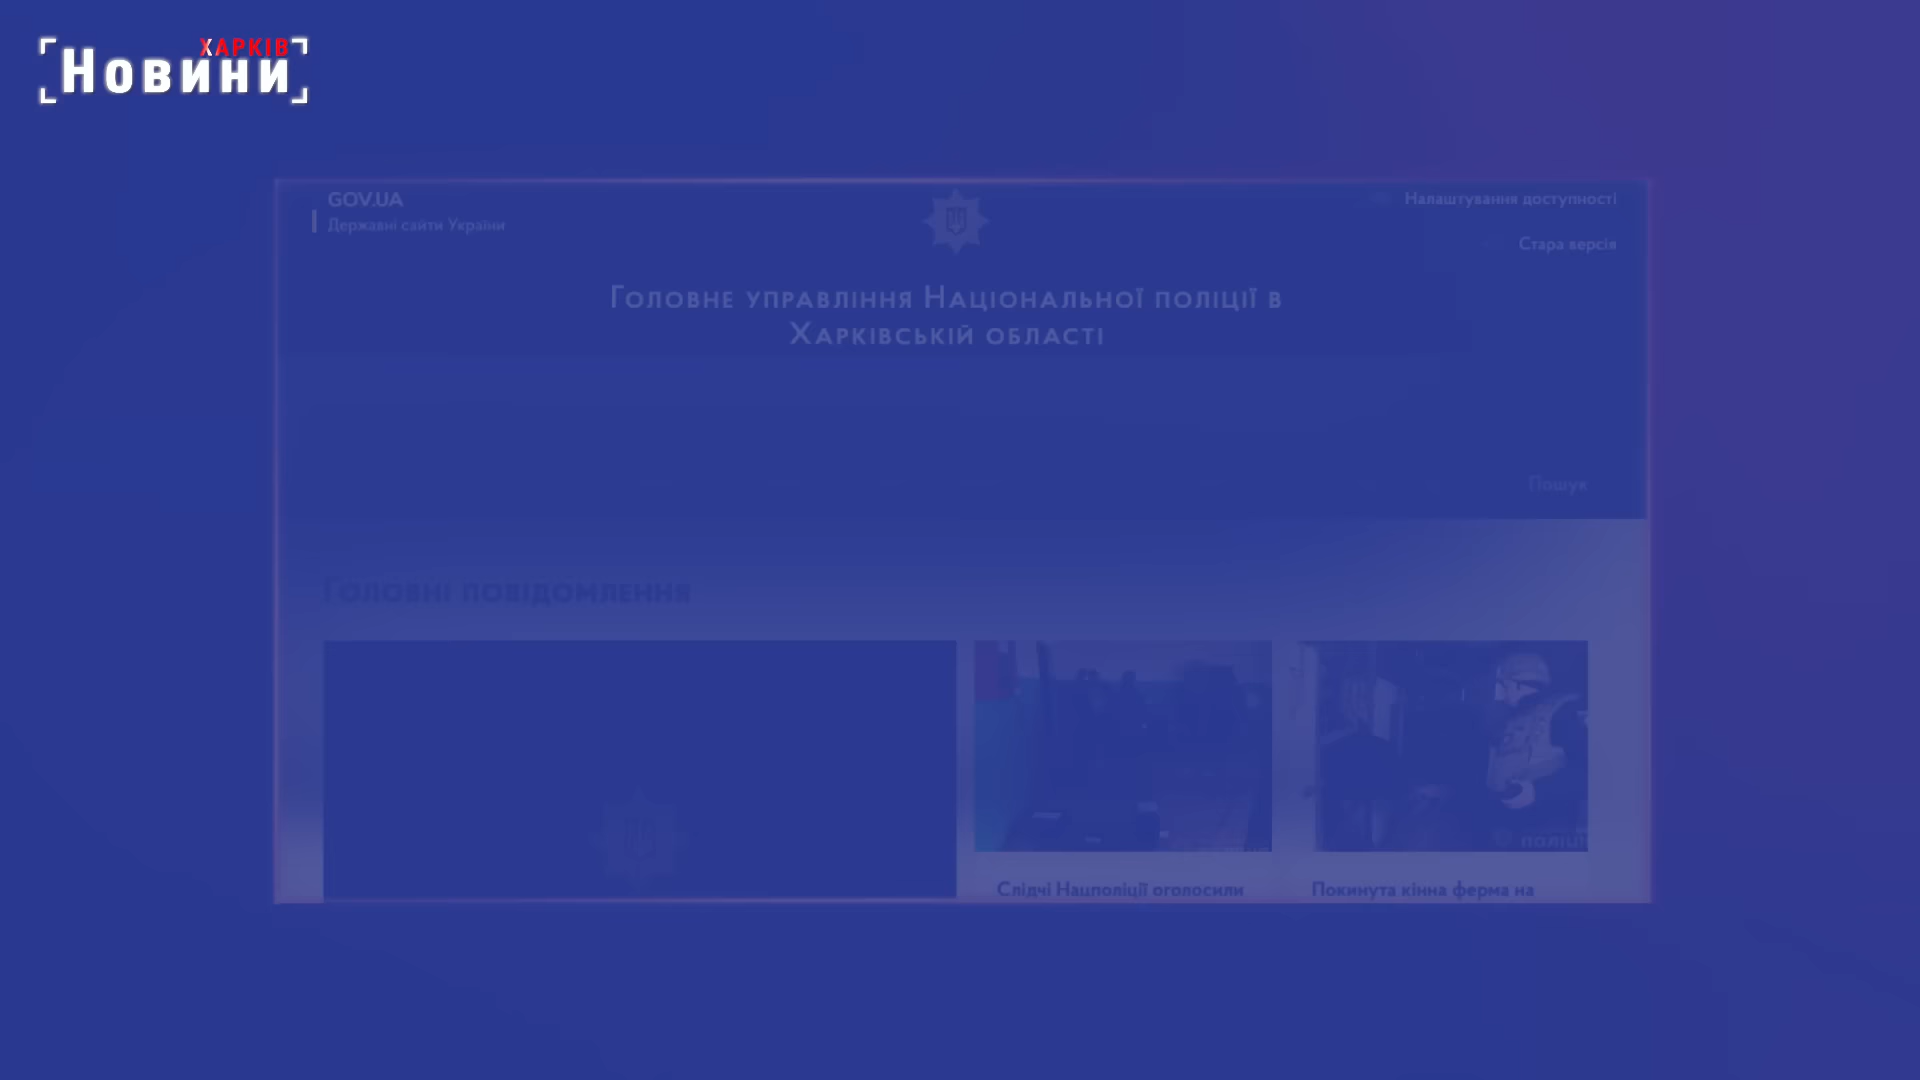 ХАРКІВ
Новини
GOV.UA
Державні сайти України
Налаштування доступності
Стара версія
Головне управління Національної поліції в
Харківській області
Пошук
Головні повідомлення
поліці
Слідчі Нацполіції оголосили
Покинута кінна ферма на